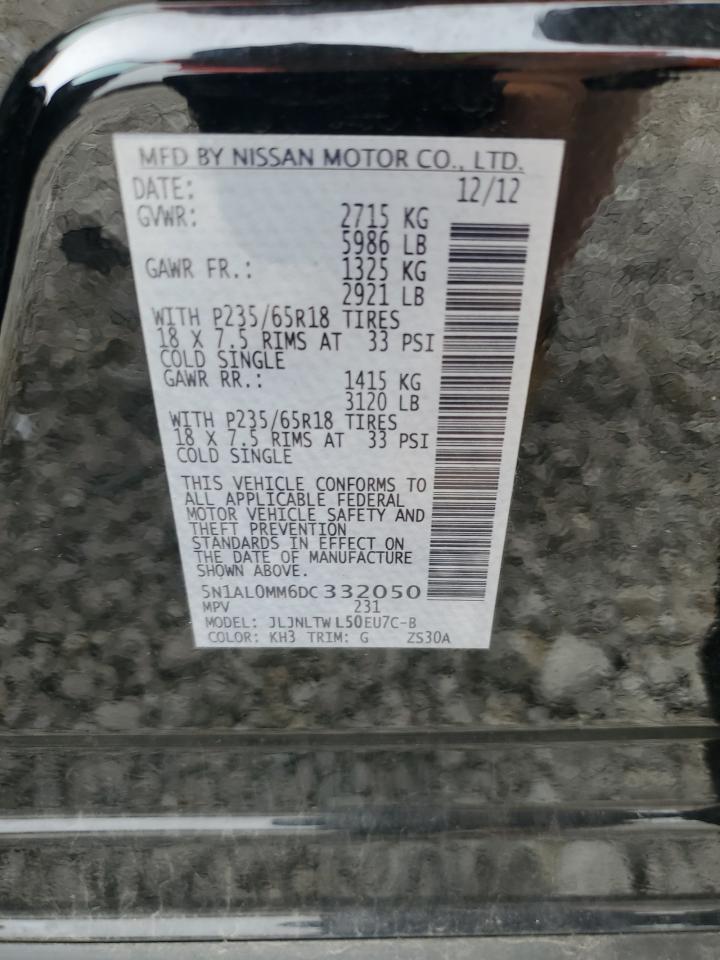 MFD BY NISSAN MOTOR CO., LTD.
DATE: 12/12
GVWR: 2715 KG
5986 LB
GAWR FR.: 1325 KG
2921 LB
WITH P235/65R18 TIRES
18 X 7.5 RIMS AT 33 PSI
COLD SINGLE
GAWR RR.: 1415 KG
3120 LB
WITH P235/65R18 TIRES
18 X 7.5 RIMS AT 33 PSI
COLD SINGLE
THIS VEHICLE CONFORMS TO
ALL APPLICABLE FEDERAL
MOTOR VEHICLE SAFETY AND
THEFT PREVENTION
STANDARDS IN EFFECT ON
THE DATE OF MANUFACTURE
SHOWN ABOVE.
5N1AL0MM6DC332050
MPV 231
MODEL: JLJNLTWL50EU7C-B
COLOR: KH3 TRIM: G ZS30A